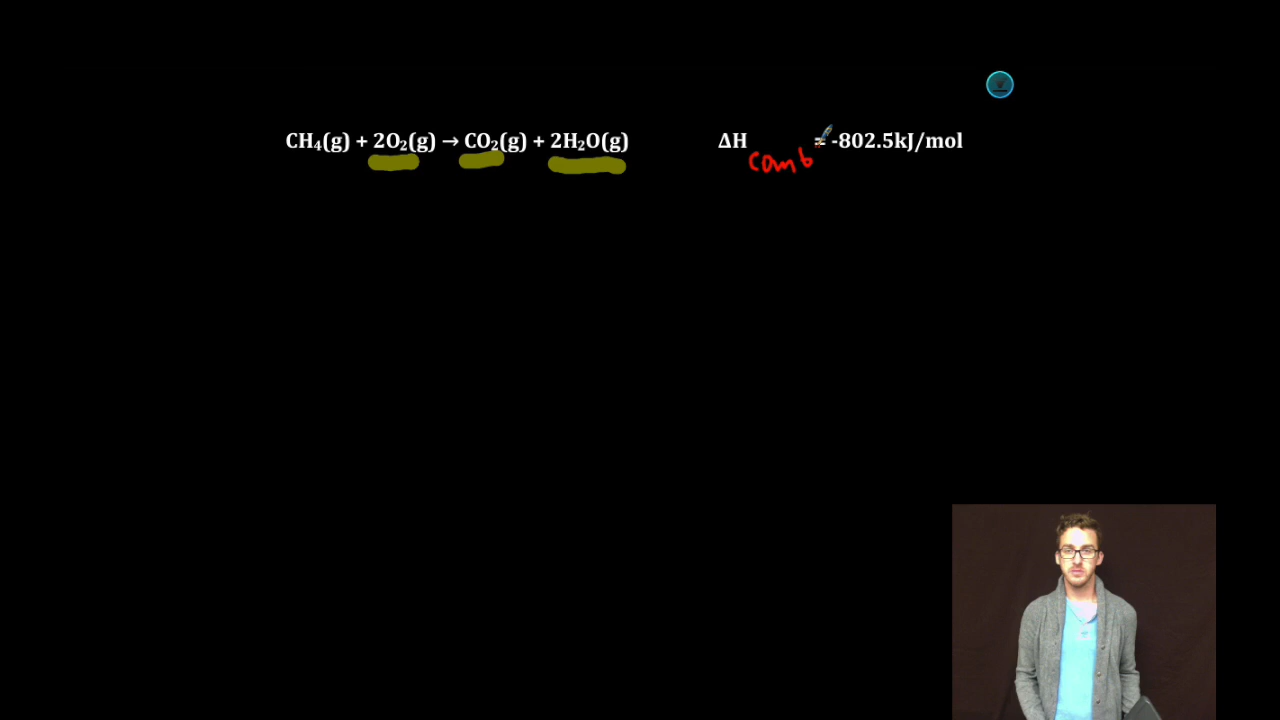 CH₄(g) + 2O₂(g) → CO₂(g) + 2H₂O(g) ΔH comb = -802.5kJ/mol